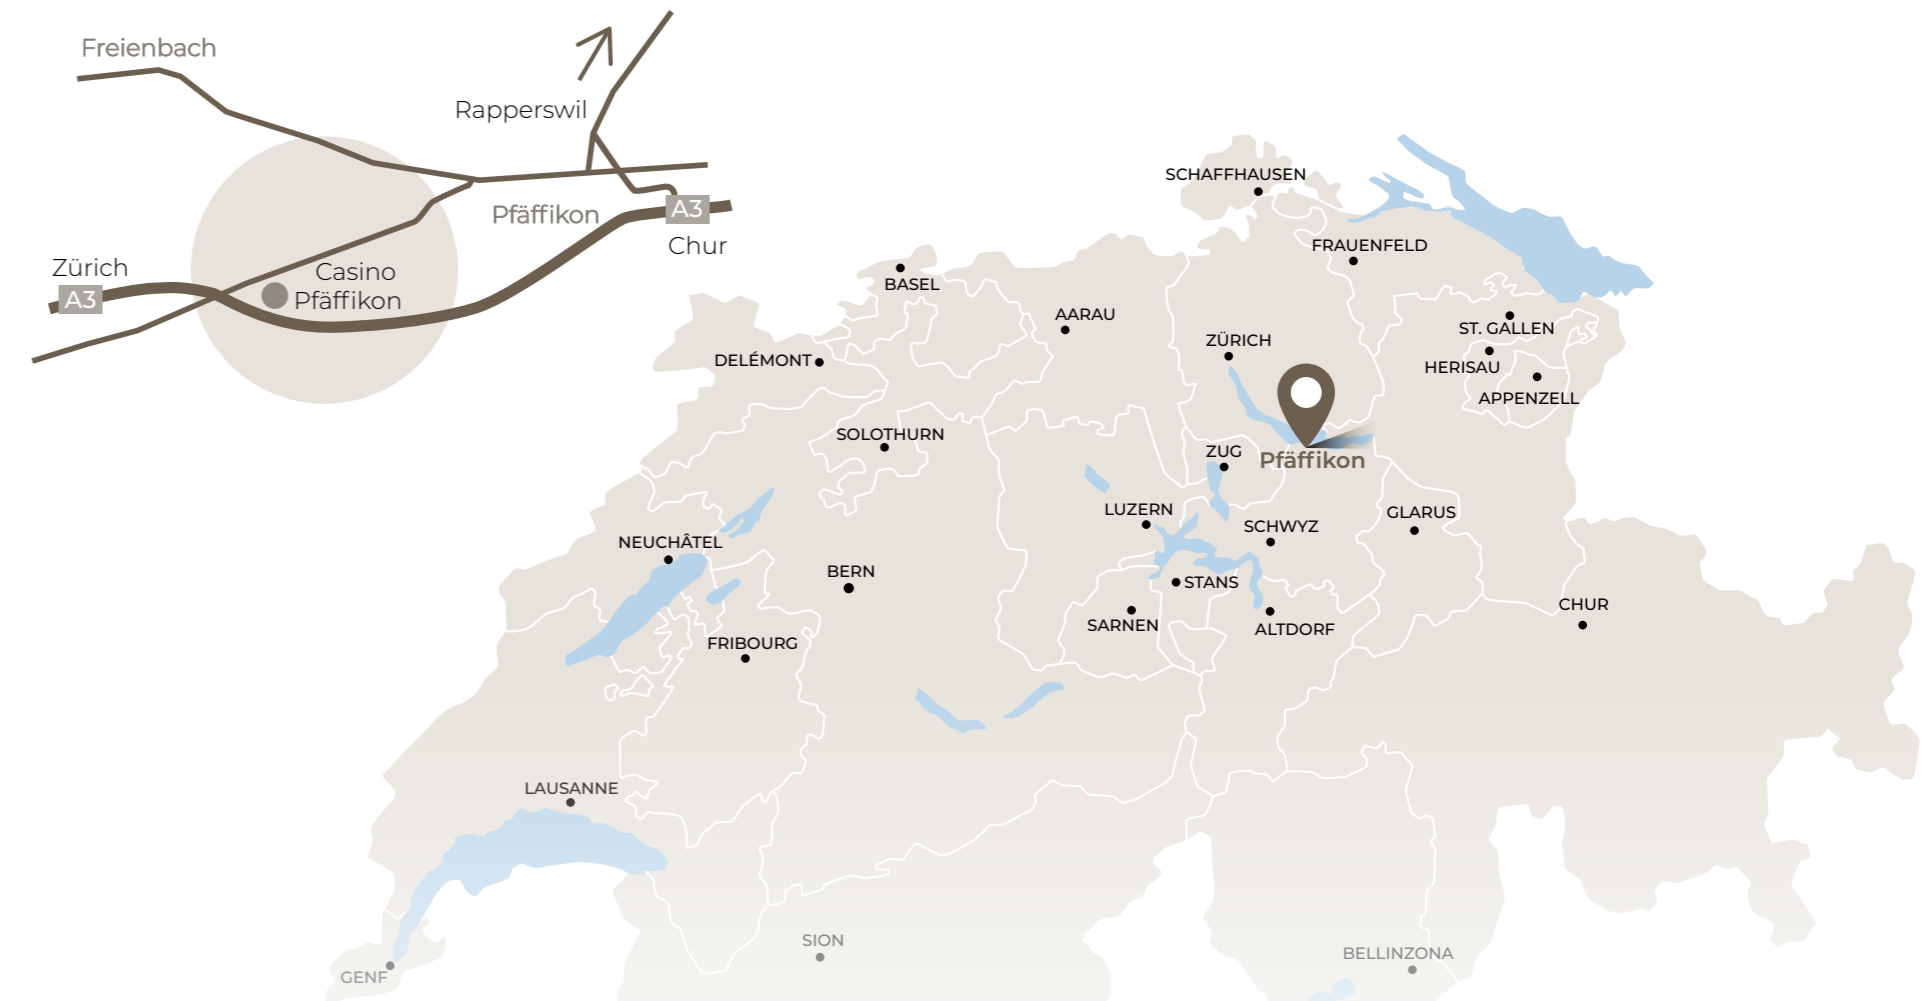 Freienbach
Rapperswil
Pfäffikon
A3
Chur
Zürich
A3
Casino
Pfäffikon
SCHAFFHAUSEN
FRAUENFELD
BASEL
AARAU
ST. GALLEN
ZÜRICH
DELÉMONT
HERISAU
APPENZELL
SOLOTHURN
ZUG
Pfäffikon
LUZERN
GLARUS
SCHWYZ
NEUCHÂTEL
BERN
STANS
CHUR
SARNEN
ALTDORF
FRIBOURG
LAUSANNE
SION
BELLINZONA
GENF